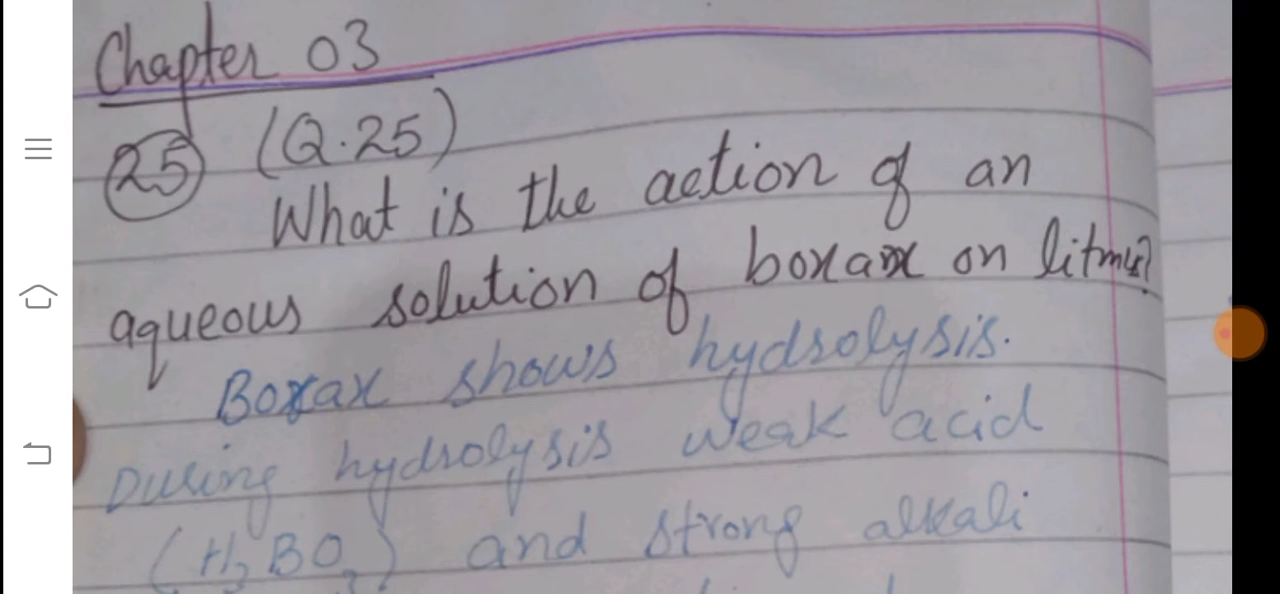 Chapter 03
25 (Q.25)
What is the action of an
aqueous solution of borax on litmus?
Borax shows hydrolysis.
During hydrolysis weak acid
(H3BO3) and strong alkali